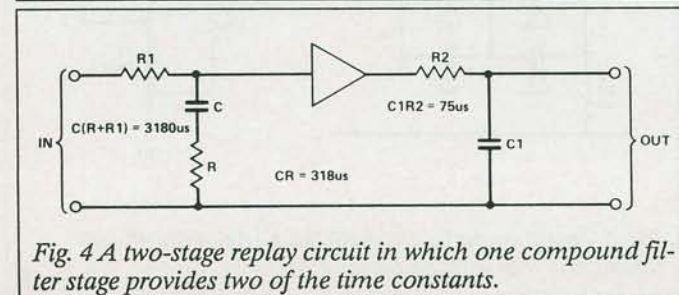 R1
R2
C
C(R+R1) = 3180us
C1R2 = 75us
IN
C1
OUT
R
CR = 318us
Fig. 4 A two-stage replay circuit in which one compound fil-
ter stage provides two of the time constants.